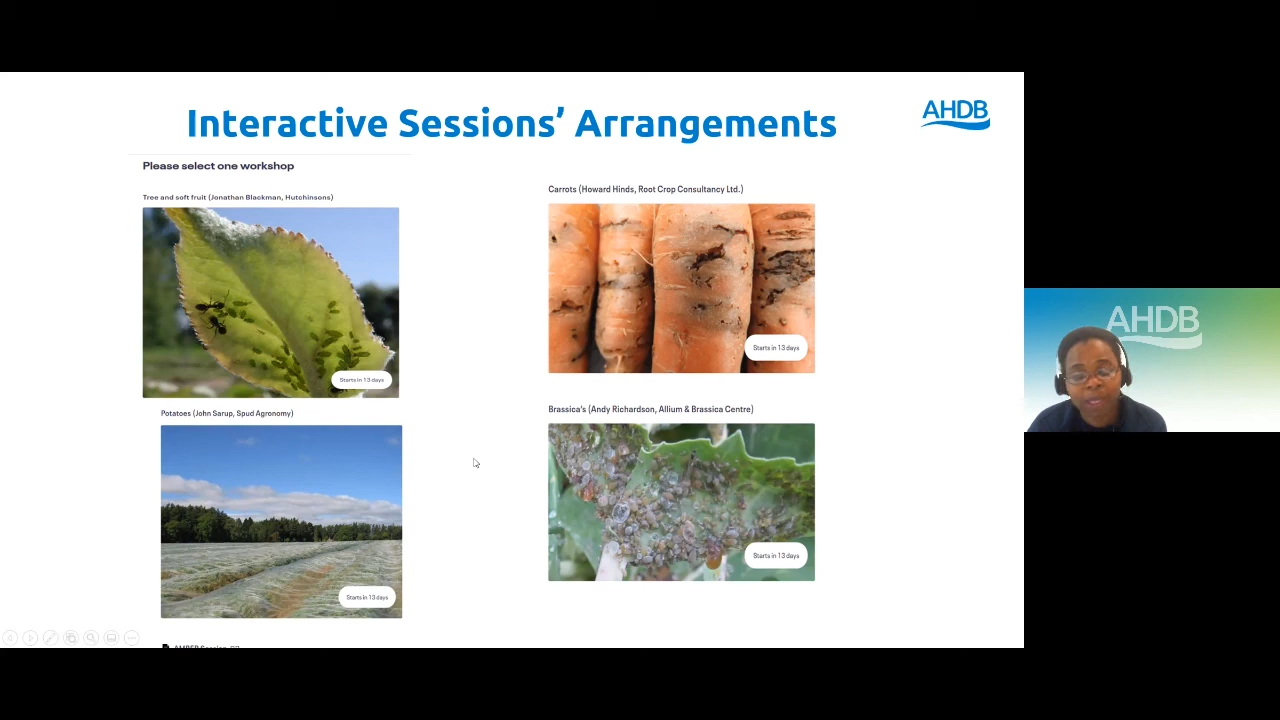 Interactive Sessions’ Arrangements
AHDB
Please select one workshop
Tree and soft fruit (Jonathan Blackman, Hutchinsons)
Starts in 13 days
Carrots (Howard Hinds, Root Crop Consultancy Ltd.)
Starts in 13 days
Potatoes (John Sarup, Spud Agronomy)
Starts in 13 days
Brassica's (Andy Richardson, Allium & Brassica Centre)
Starts in 13 days
AHDB